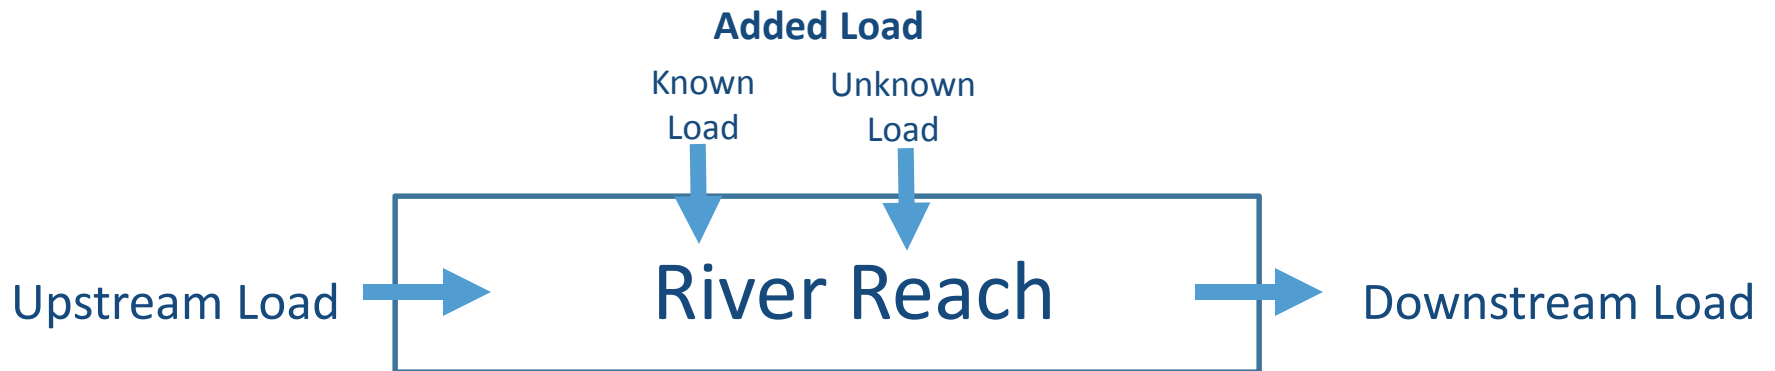 Added Load
Known
Load
Unknown
Load
Upstream Load
River Reach
Downstream Load